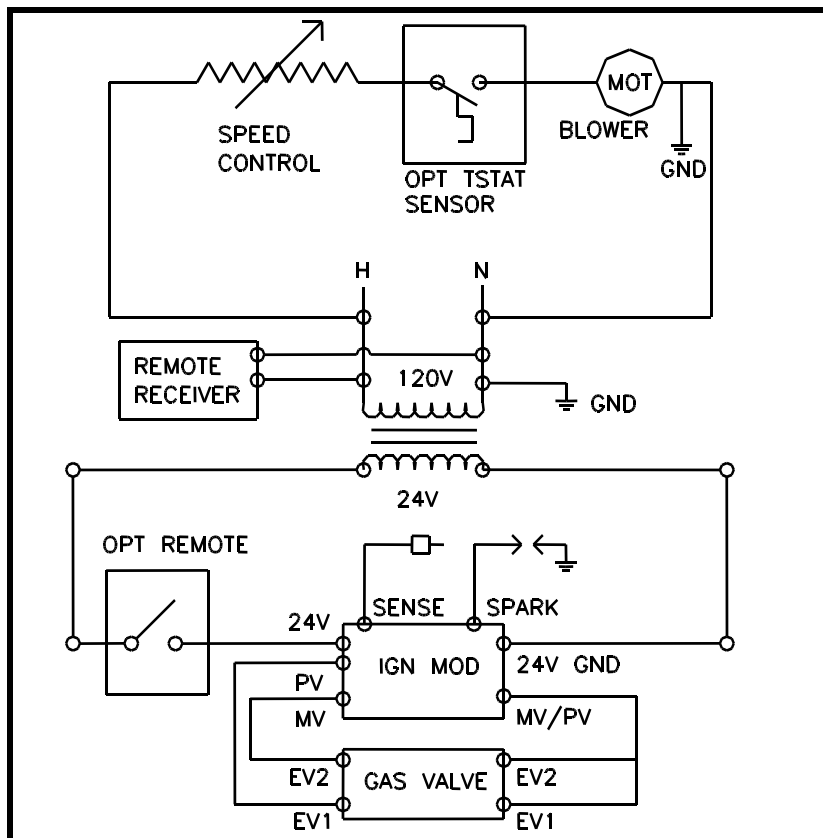 MOT
SPEED
CONTROL
BLOWER
GND
OPT TSTAT
SENSOR
H
N
REMOTE
RECEIVER
120V
GND
24V
OPT REMOTE
SENSE
SPARK
24V
IGN MOD
24V GND
PV
MV
MV/PV
EV2
GAS VALVE
EV2
EV1
EV1